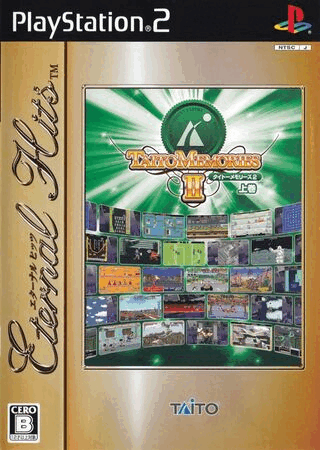 PlayStation®2
NTSC J
Eternal Hits™
エターナル ヒッツ
TAITO MEMORIES
II
タイトーメモリーズ2
上巻
CERO
B
TAITO